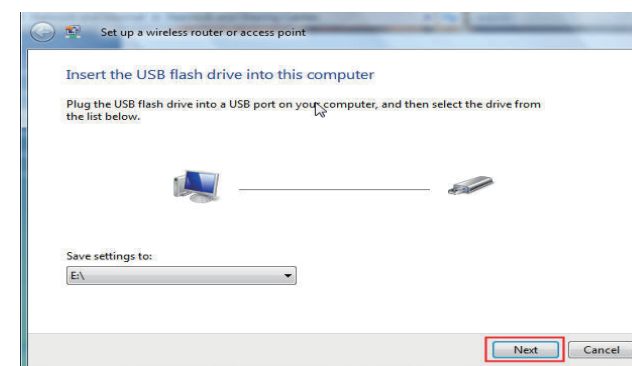 Set up a wireless router or access point
Insert the USB flash drive into this computer
Plug the USB flash drive into a USB port on your computer, and then select the drive from
the list below.
Save settings to:
E:\
Next Cancel